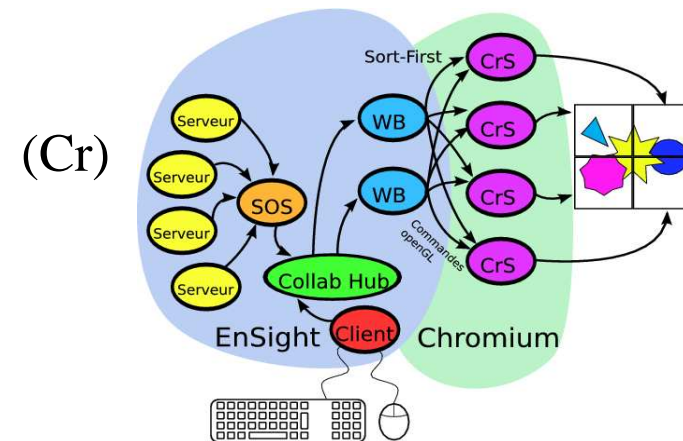 (Cr)
Sort-First
CrS
Serveur
WB
CrS
Serveur
SOS
WB
CrS
Serveur
Commandes
openGL
CrS
Serveur
Collab Hub
EnSight
Client
Chromium